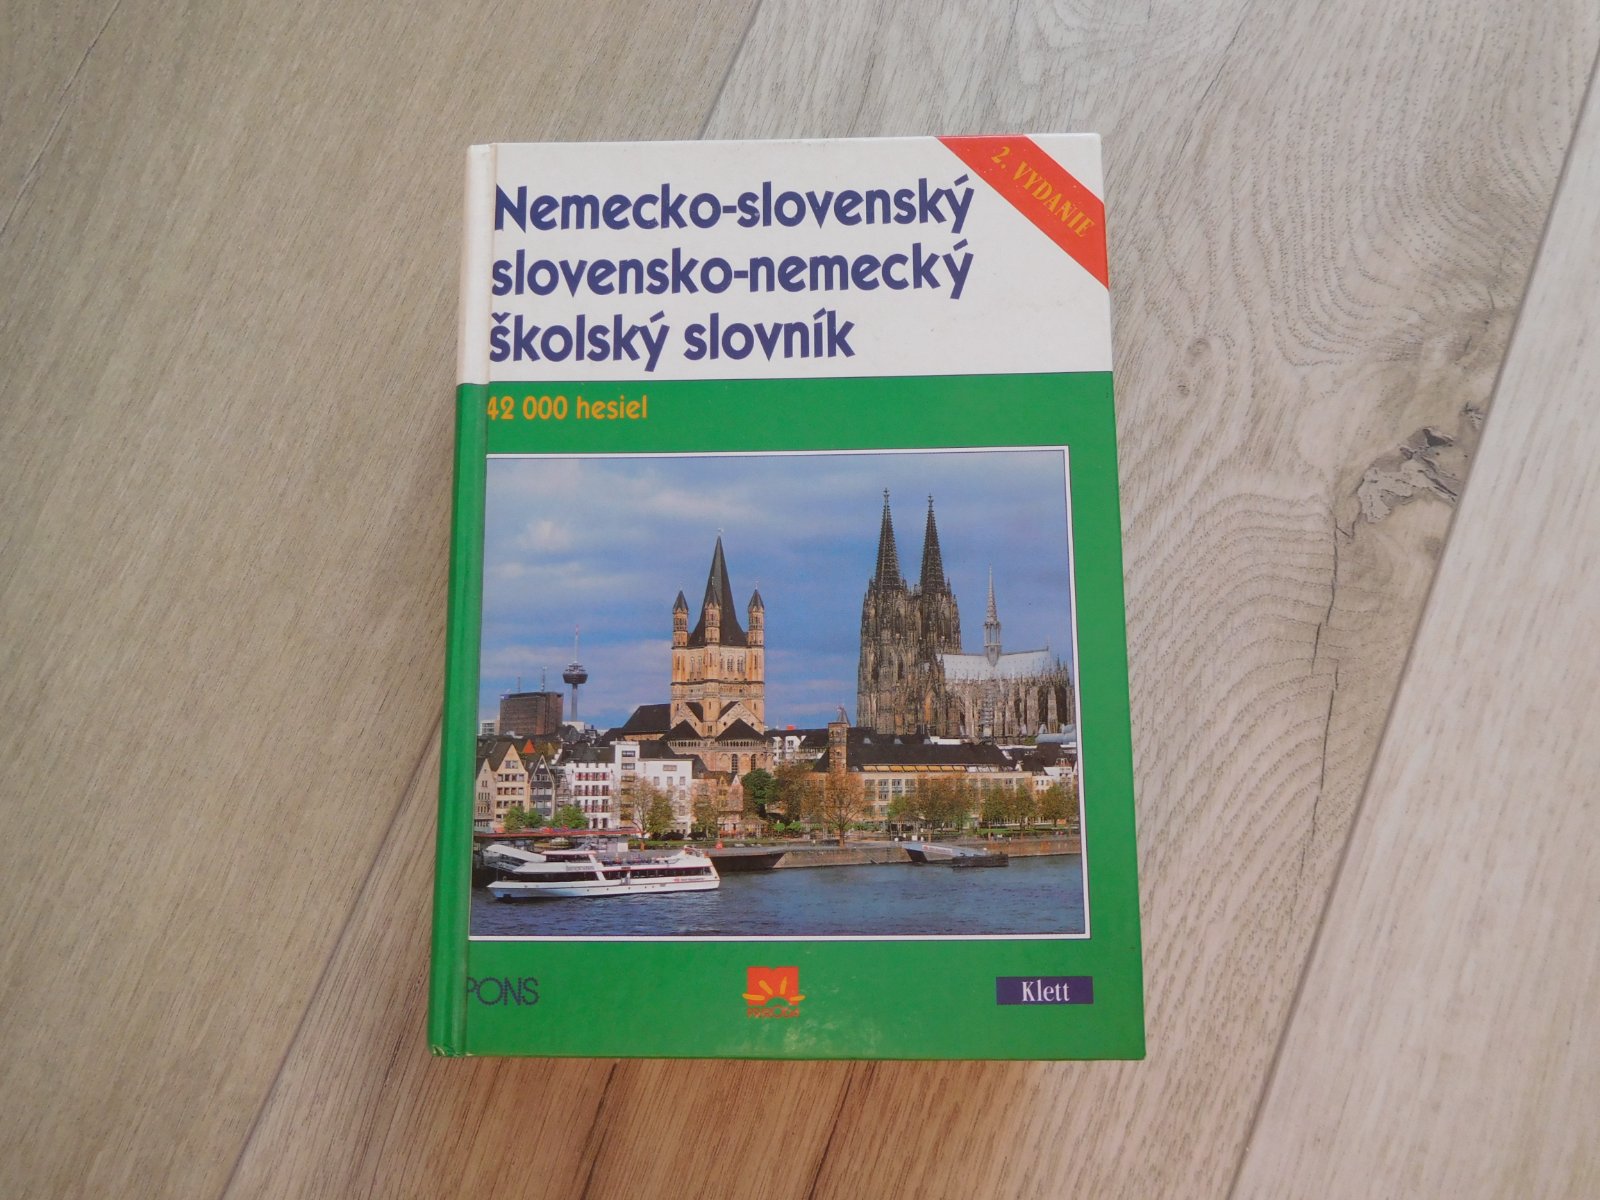 2. VYDANIE
Nemecko-slovenský
slovensko-nemecký
školský slovník
42 000 hesiel
PONS
Klett